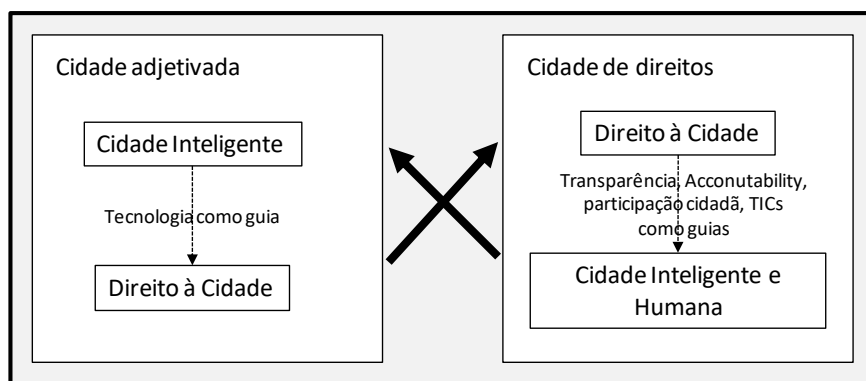 Cidade adjetivada
Cidade Inteligente
Tecnologia como guia
Direito à Cidade
Cidade de direitos
Direito à Cidade
Transparência, Acconutability,
participação cidadã, TICs
como guias
Cidade Inteligente e
Humana